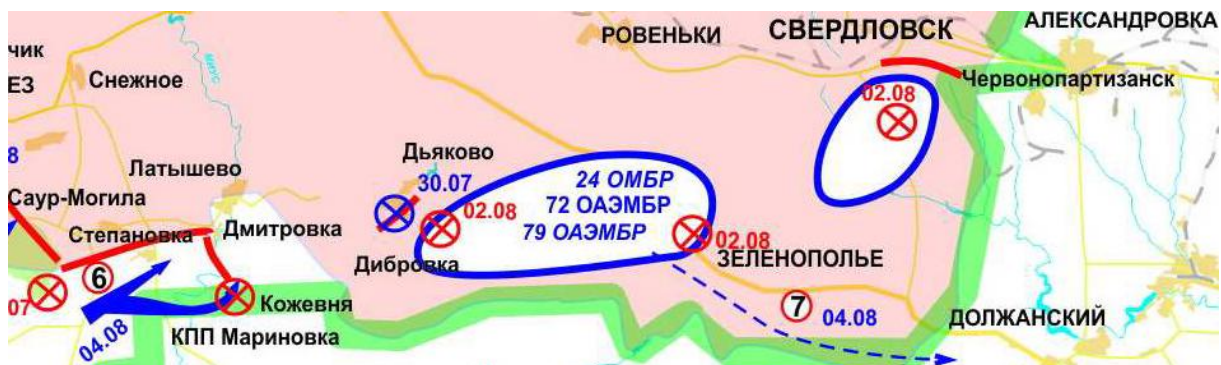 АЛЕКСАНДРОВКА
СВЕРДЛОВСК
РОВЕНЬКИ
ЧИК
ЕЗ
Снежное
МИУС
Червонопартизанск
02.08
8
Латышево
Дьяково
30.07
24 ОМБР
72 ОАЭМБР
79 ОАЭМБР
02.08
02.08
Саур-Могила
Степановка
Дмитровка
Дибровка
ЗЕЛЕНОПОЛЬЕ
6
07
Кожевня
7
04.08
ДОЛЖАНСКИЙ
04.08
КПП Мариновка